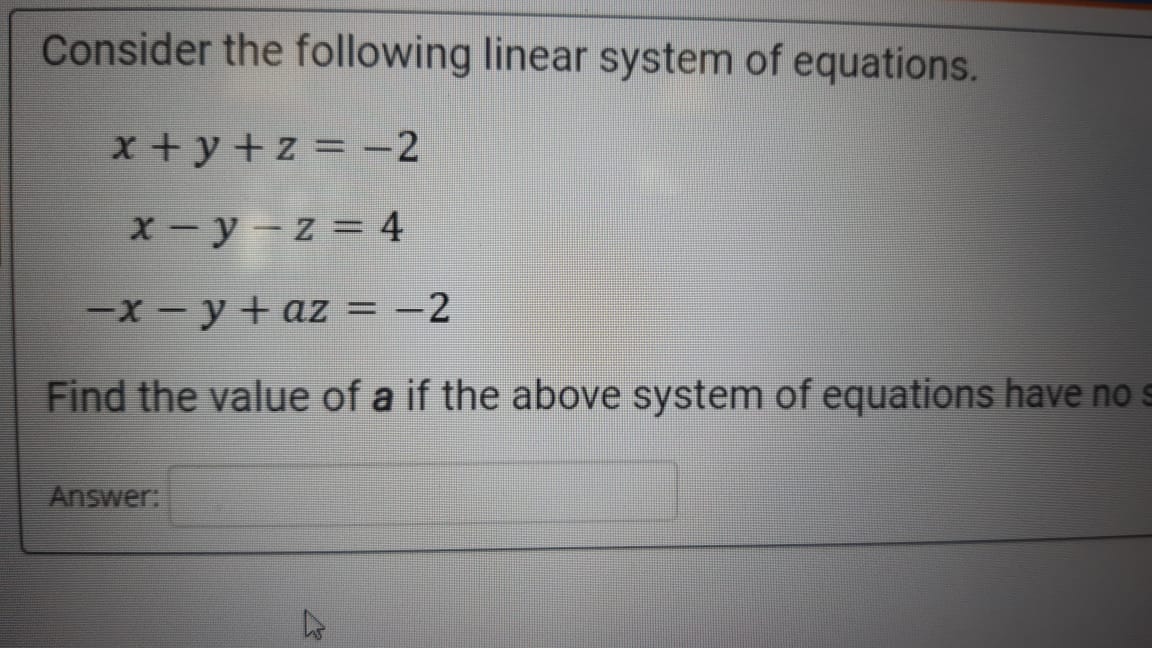 Consider the following linear system of equations.
x + y + z = −2
x − y − z = 4
−x − y + az = −2
Find the value of a if the above system of equations have no
Answer: